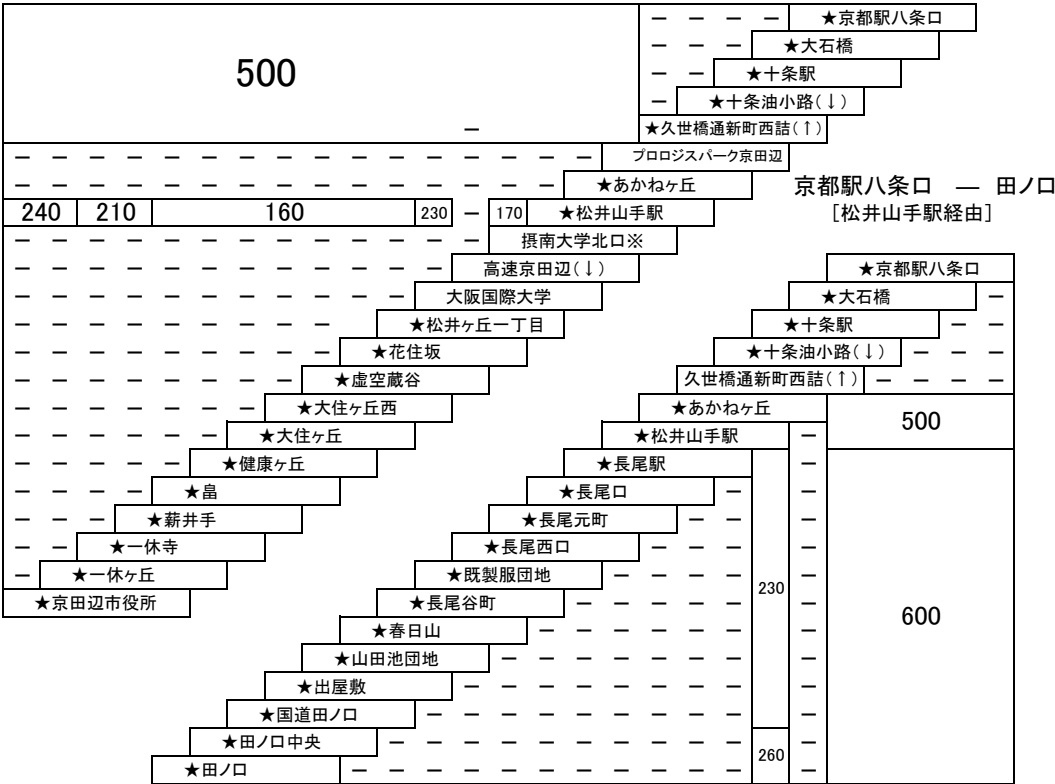 — — — — ★京都駅八条口
— — — ★大石橋
500 — — ★十条駅
— ★十条油小路(↓)
— ★久世橋通新町西詰(↑)
— — — — — — — — — — — — — — — — プロロジスパーク京田辺
— — — — — — — — — — — — — — — ★あかねヶ丘 京都駅八条口 ― 田ノ口
240 210 160 230 — 170 ★松井山手駅 [松井山手駅経由]
— — — — — — — — — — — — — 摂南大学北口※
— — — — — — — — — — — — 高速京田辺(↓) ★京都駅八条口
— — — — — — — — — — — 大阪国際大学 ★大石橋 —
— — — — — — — — — — ★松井ヶ丘一丁目 ★十条駅 — —
— — — — — — — — — ★花住坂 ★十条油小路(↓) — — —
— — — — — — — — ★虚空蔵谷 久世橋通新町西詰(↑) — — — —
— — — — — — — ★大住ヶ丘西 ★あかねヶ丘 500
— — — — — — ★大住ヶ丘 ★松井山手駅 —
— — — — — ★健康ヶ丘 ★長尾駅 —
— — — — ★畠 ★長尾口 — —
— — — ★薪井手 ★長尾元町 — — —
— — ★一休寺 ★長尾西口 — — — —
— ★一休ヶ丘 ★既製服団地 — — — — 230 —
★京田辺市役所 ★長尾谷町 — — — — — — 600
★春日山 — — — — — — —
★山田池団地 — — — — — — — —
★出屋敷 — — — — — — — — —
★国道田ノ口 — — — — — — — — — —
★田ノ口中央 — — — — — — — — — — 260 —
★田ノ口 — — — — — — — — — — — —